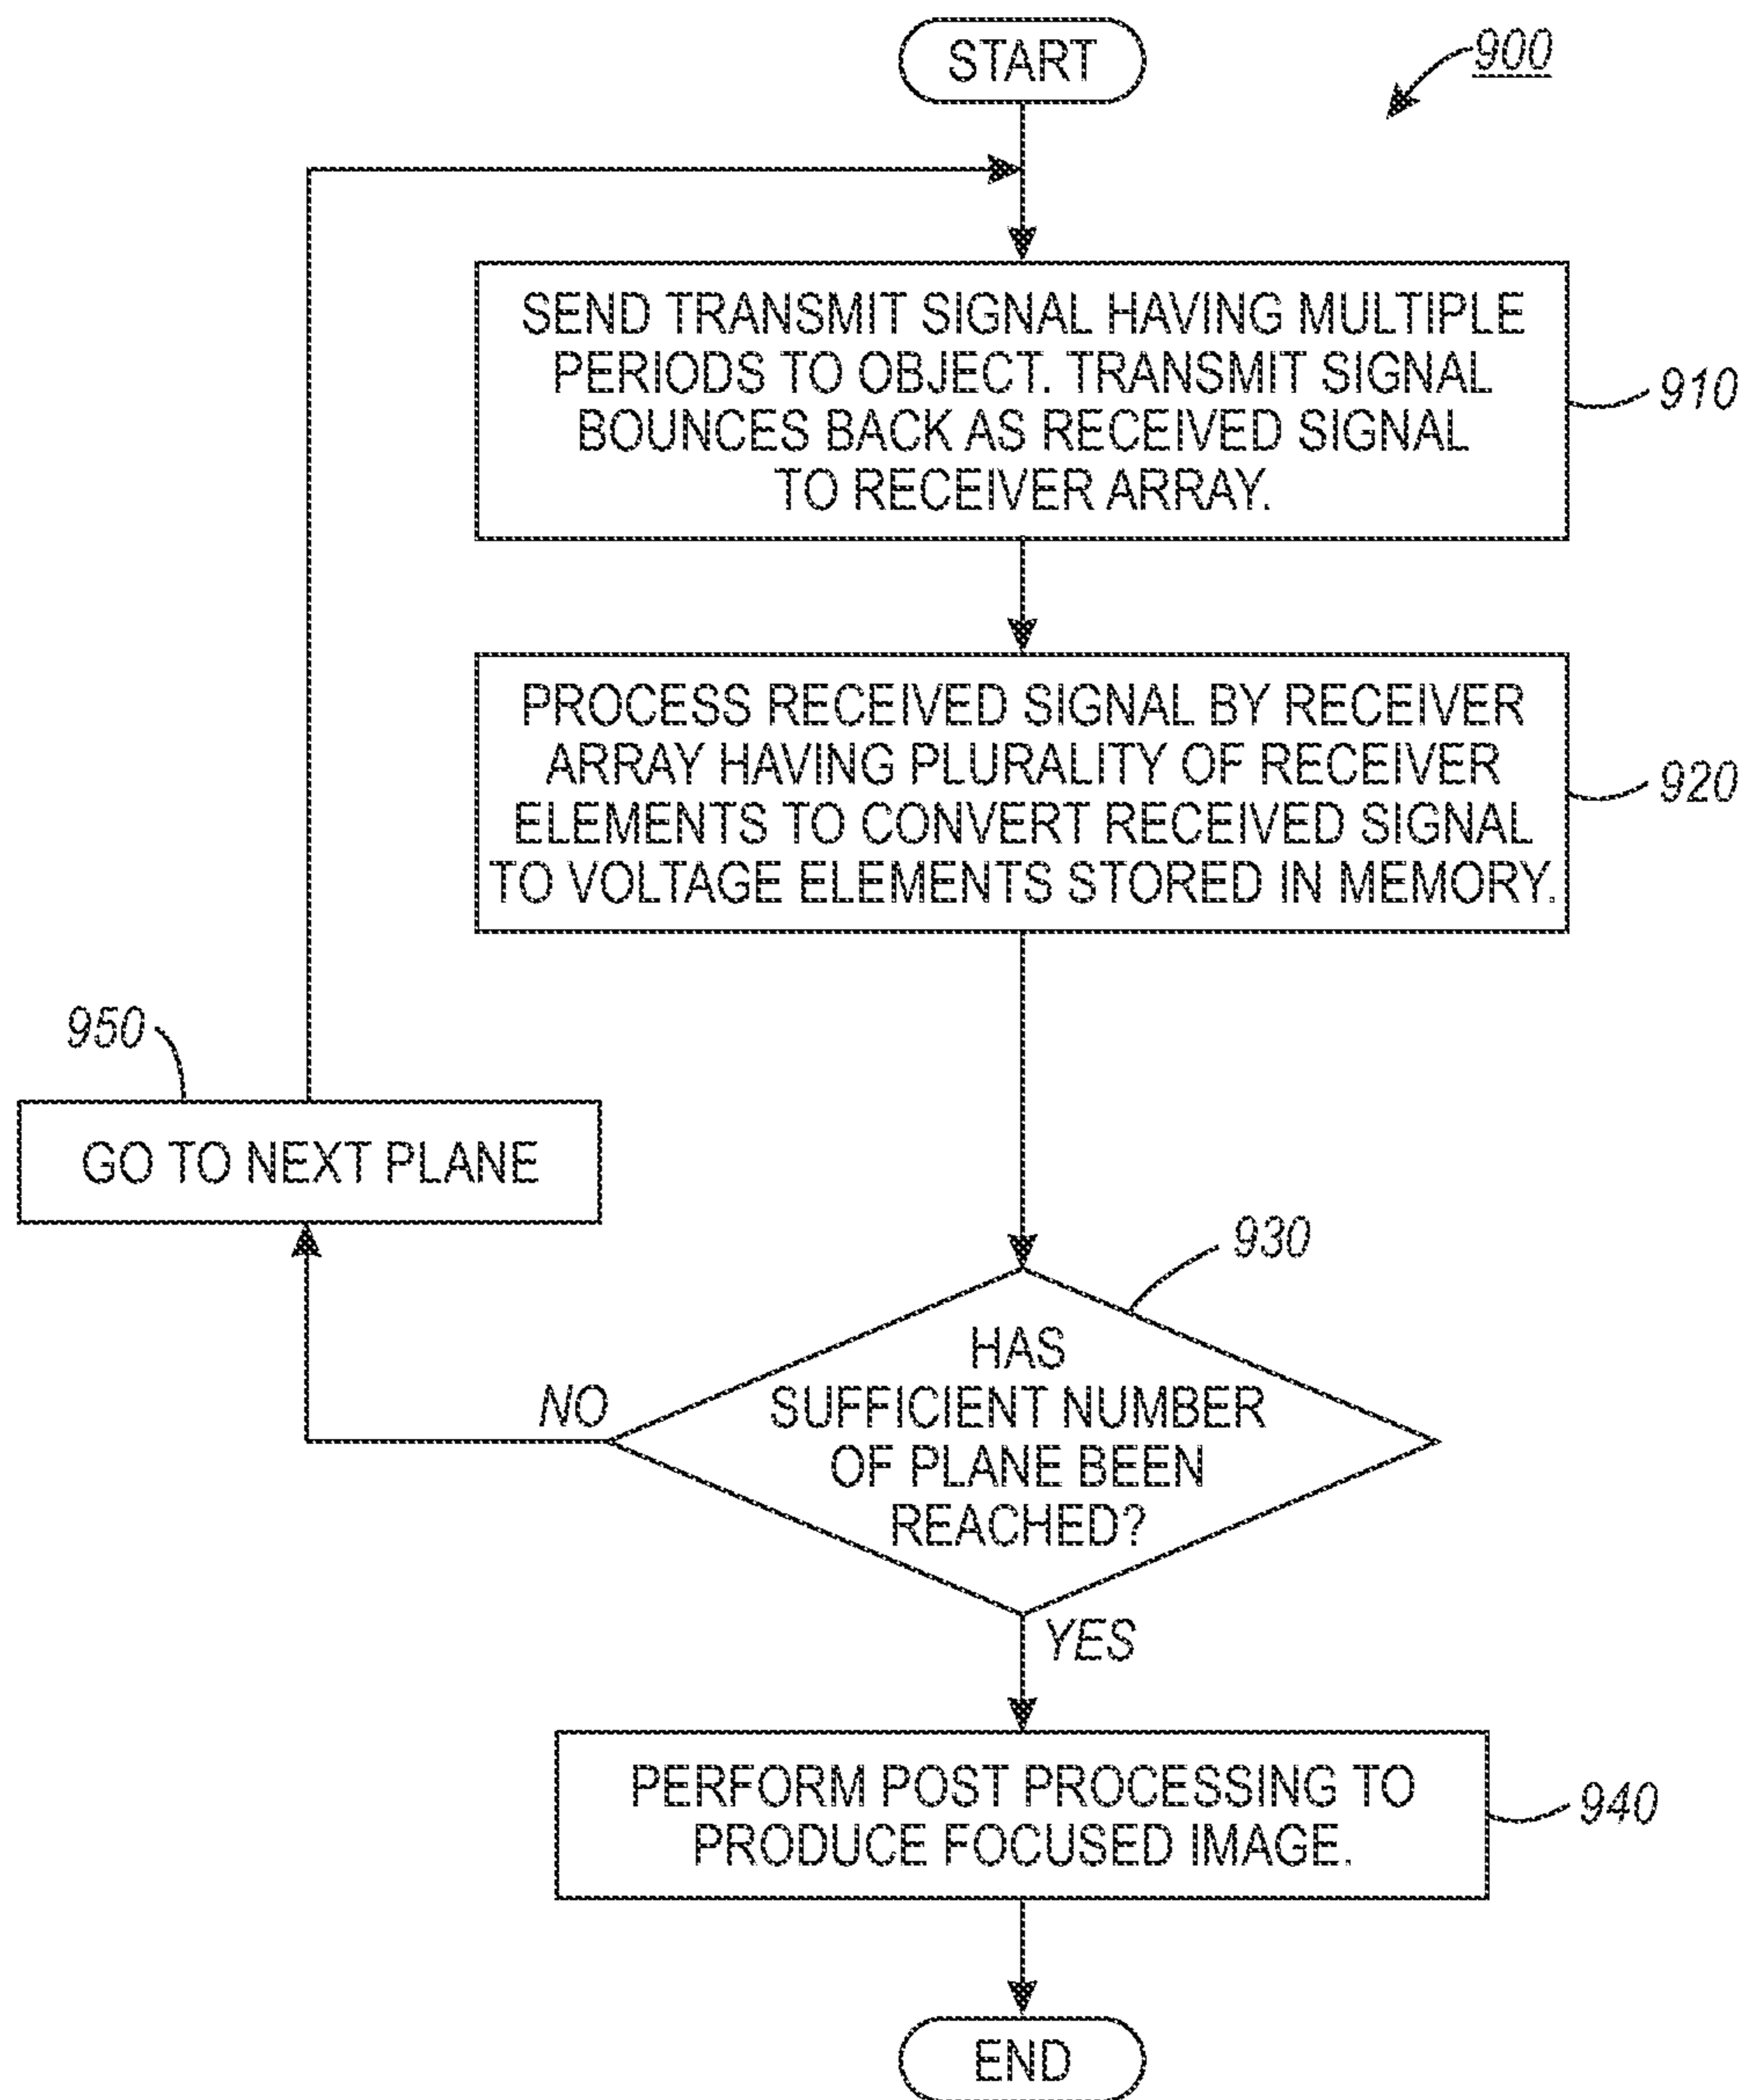 START
900
SEND TRANSMIT SIGNAL HAVING MULTIPLE
PERIODS TO OBJECT. TRANSMIT SIGNAL
BOUNCES BACK AS RECEIVED SIGNAL
TO RECEIVER ARRAY.
910
PROCESS RECEIVED SIGNAL BY RECEIVER
ARRAY HAVING PLURALITY OF RECEIVER
ELEMENTS TO CONVERT RECEIVED SIGNAL
TO VOLTAGE ELEMENTS STORED IN MEMORY.
920
950
GO TO NEXT PLANE
930
HAS
SUFFICIENT NUMBER
OF PLANE BEEN
REACHED?
NO
YES
PERFORM POST PROCESSING TO
PRODUCE FOCUSED IMAGE.
940
END